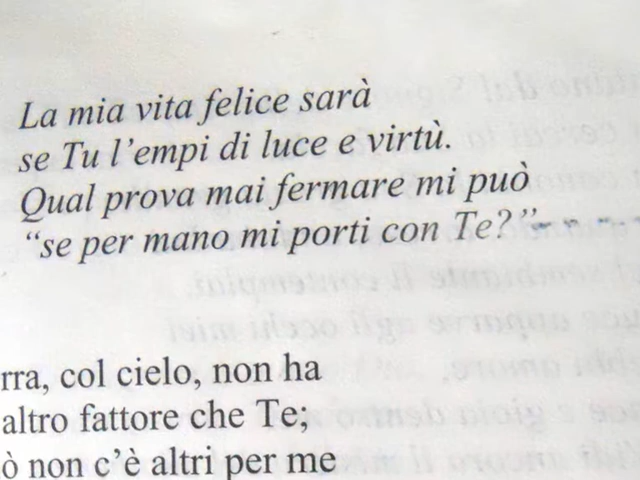 La mia vita felice sarà
se Tu l'empi di luce e virtù.
Qual prova mai fermare mi può
“se per mano mi porti con Te?”
rra, col cielo, non ha
altro fattore che Te;
ò non c'è altri per me